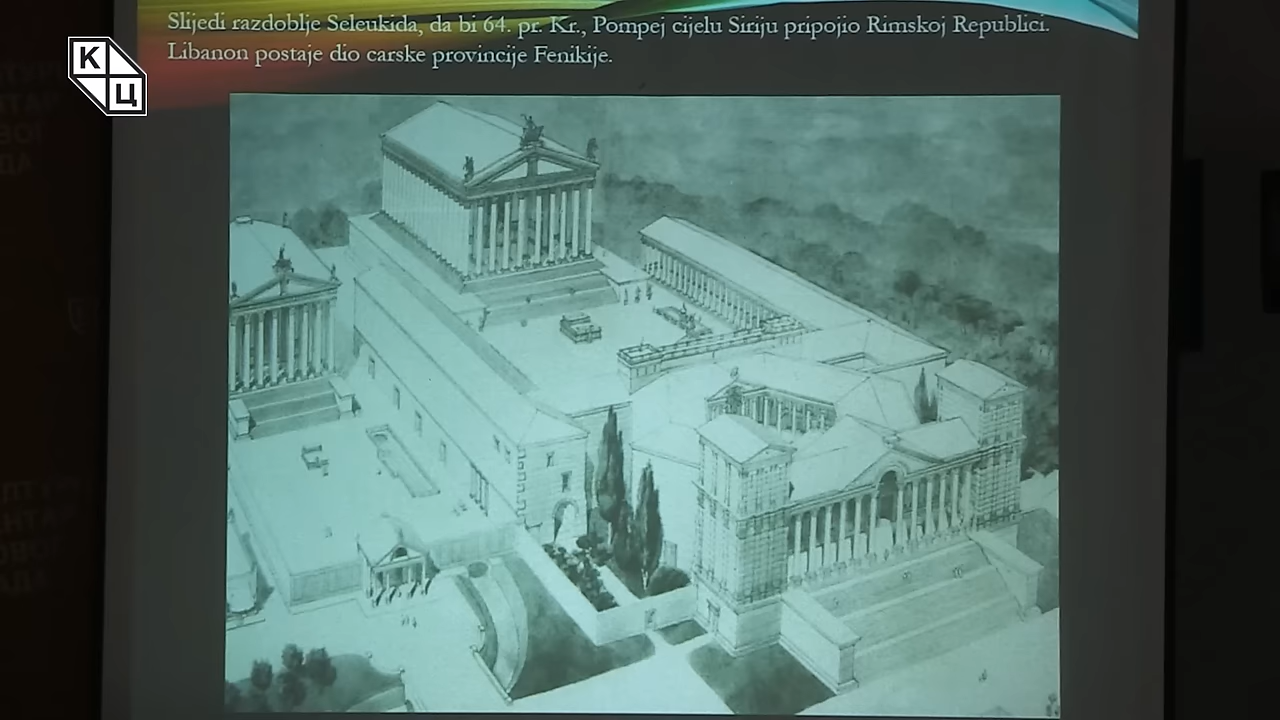 Slijedi razdoblje Seleukida, da bi 64. pr. Kr., Pompej cijelu Siriju pripojio Rimskoj Republici.
Libanon postaje dio carske provincije Fenikije.
К
Ц